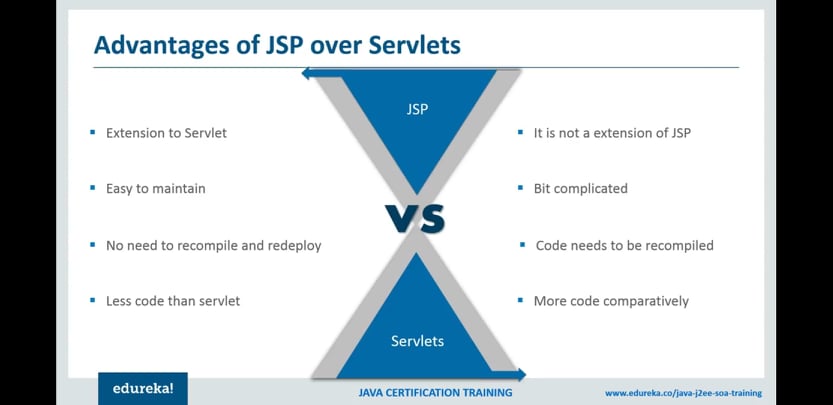 Advantages of JSP over Servlets
JSP
Extension to Servlet
It is not a extension of JSP
Easy to maintain
Bit complicated
VS
No need to recompile and redeploy
Code needs to be recompiled
Less code than servlet
More code comparatively
Servlets
edureka!
JAVA CERTIFICATION TRAINING
www.edureka.co/java-j2ee-soa-training